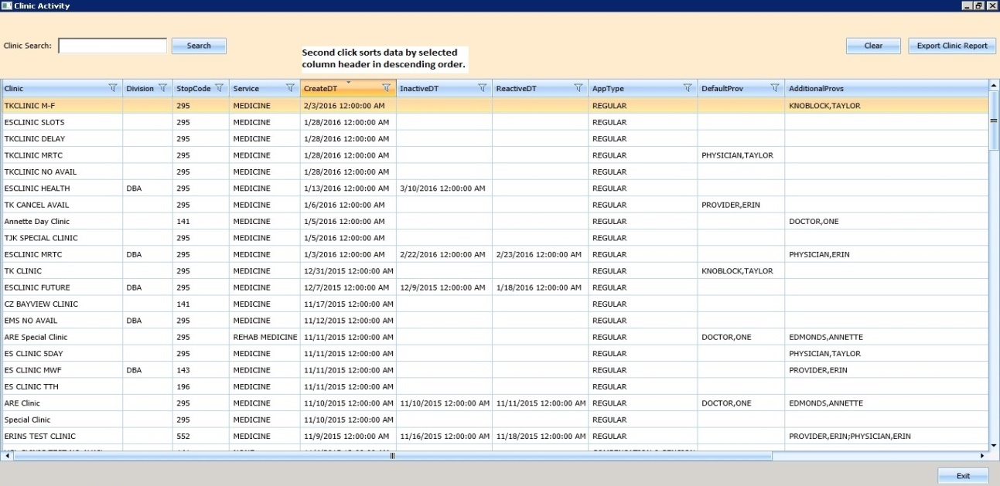 Clinic Activity
Clinic Search: Search Clear Export Clinic Report
Second click sorts data by selected
column header in descending order.
Clinic Division StopCode Service CreateDT InactiveDT ReactiveDT AppType DefaultProv AdditionalProvs
TKCLINIC M-F 295 MEDICINE 2/3/2016 12:00:00 AM REGULAR KNOBLOCK,TAYLOR
ESCLINIC SLOTS 295 MEDICINE 1/28/2016 12:00:00 AM REGULAR
TKCLINIC DELAY 295 MEDICINE 1/28/2016 12:00:00 AM REGULAR
TKCLINIC MRTC 295 MEDICINE 1/28/2016 12:00:00 AM REGULAR PHYSICIAN,TAYLOR
TKCLINIC NO AVAIL 295 MEDICINE 1/28/2016 12:00:00 AM REGULAR
ESCLINIC HEALTH DBA 295 MEDICINE 1/13/2016 12:00:00 AM 3/10/2016 12:00:00 AM REGULAR
TK CANCEL AVAIL 295 MEDICINE 1/6/2016 12:00:00 AM REGULAR PROVIDER,ERIN
Annette Day Clinic 141 MEDICINE 1/5/2016 12:00:00 AM REGULAR DOCTOR,ONE
TJK SPECIAL CLINIC 295 MEDICINE 1/5/2016 12:00:00 AM REGULAR
ESCLINIC MRTC DBA 295 MEDICINE 1/3/2016 12:00:00 AM 2/22/2016 12:00:00 AM 2/23/2016 12:00:00 AM REGULAR PHYSICIAN,ERIN
TK CLINIC 295 MEDICINE 12/31/2015 12:00:00 AM REGULAR KNOBLOCK,TAYLOR
ESCLINIC FUTURE DBA 295 MEDICINE 12/7/2015 12:00:00 AM 12/9/2015 12:00:00 AM 1/18/2016 12:00:00 AM REGULAR
CZ BAYVIEW CLINIC 141 MEDICINE 11/17/2015 12:00:00 AM REGULAR
EMS NO AVAIL DBA 295 MEDICINE 11/12/2015 12:00:00 AM REGULAR
ARE Special Clinic 295 REHAB MEDICINE 11/11/2015 12:00:00 AM REGULAR DOCTOR,ONE EDMONDS,ANNETTE
ES CLINIC 5DAY 295 MEDICINE 11/11/2015 12:00:00 AM REGULAR PHYSICIAN,TAYLOR
ES CLINIC MWF DBA 143 MEDICINE 11/11/2015 12:00:00 AM REGULAR PROVIDER,ERIN
ES CLINIC TTH 196 MEDICINE 11/11/2015 12:00:00 AM REGULAR
ARE Clinic 295 MEDICINE 11/10/2015 12:00:00 AM 11/10/2015 12:00:00 AM 11/11/2015 12:00:00 AM REGULAR DOCTOR,ONE EDMONDS,ANNETTE
Special Clinic 295 MEDICINE 11/10/2015 12:00:00 AM REGULAR
ERINS TEST CLINIC 552 MEDICINE 11/9/2015 12:00:00 AM 11/16/2015 12:00:00 AM 11/18/2015 12:00:00 AM REGULAR PROVIDER,ERIN;PHYSICIAN,ERIN
Exit